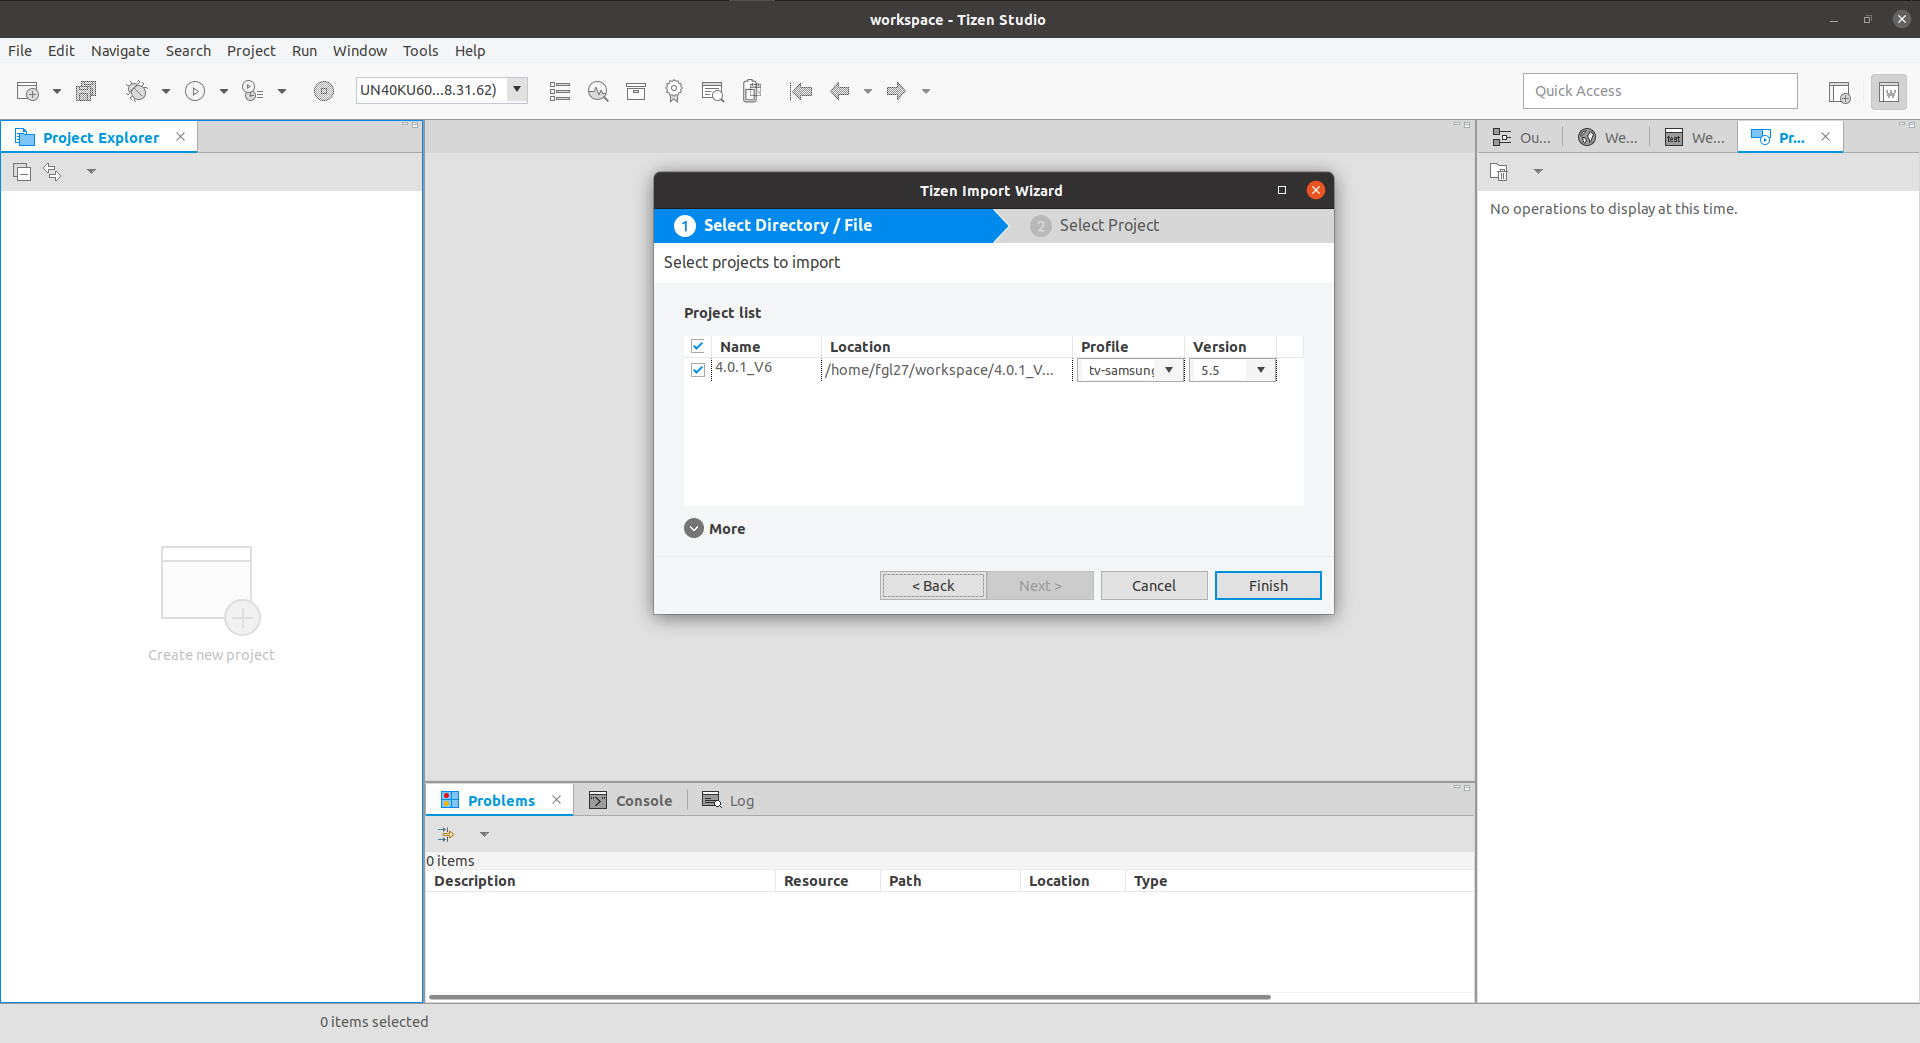 workspace - Tizen Studio
File Edit Navigate Search Project Run Window Tools Help
UN40KU60...8.31.62)
Quick Access
Project Explorer
Create new project
Tizen Import Wizard
1 Select Directory / File
2 Select Project
Select projects to import
Project list
Name Location Profile Version
4.0.1_V6 /home/fgl27/workspace/4.0.1_V... tv-samsung 5.5
More
< Back Next > Cancel Finish
Ou... We... test We... Pr...
No operations to display at this time.
Problems Console Log
0 items
Description Resource Path Location Type
0 items selected